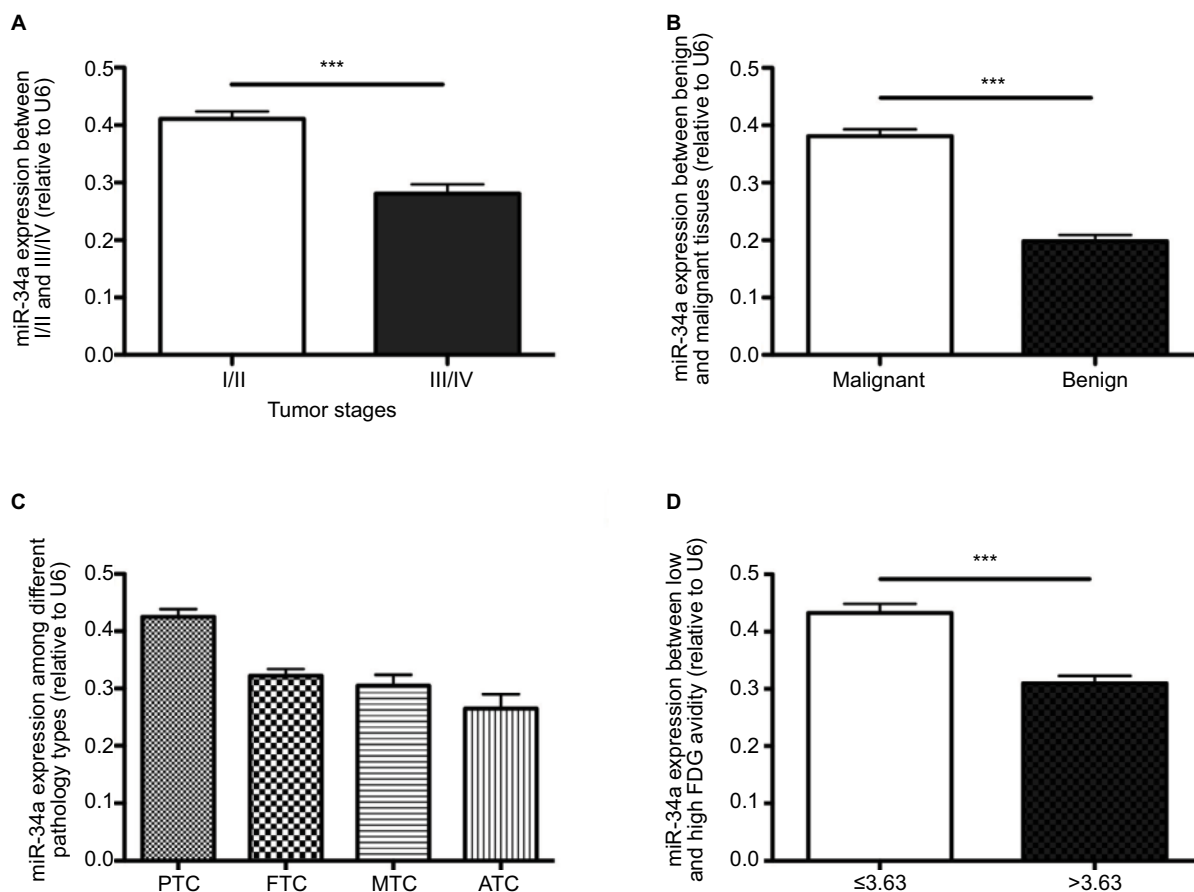 A
miR-34a expression between
I/II and III/IV (relative to U6)
0.5
0.4
0.3
0.2
0.1
0.0
***
I/II
III/IV
Tumor stages
B
miR-34a expression between benign
and malignant tissues (relative to U6)
0.5
0.4
0.3
0.2
0.1
0.0
***
Malignant
Benign
C
miR-34a expression among different
pathology types (relative to U6)
0.5
0.4
0.3
0.2
0.1
0.0
PTC
FTC
MTC
ATC
D
miR-34a expression between low
and high FDG avidity (relative to U6)
0.5
0.4
0.3
0.2
0.1
0.0
***
≤3.63
>3.63